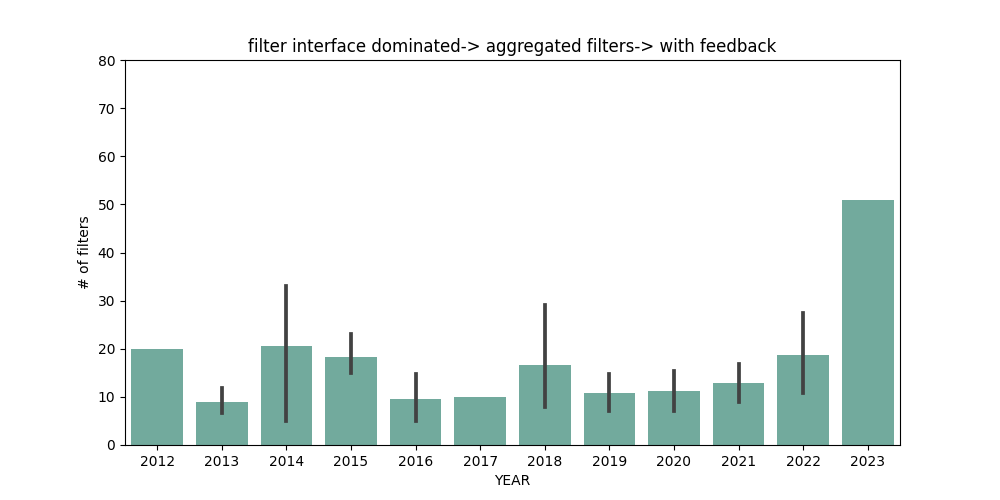 filter interface dominated-> aggregated filters-> with feedback
80
70
60
50
40
30
20
10
0
# of filters
2012 2013 2014 2015 2016 2017 2018 2019 2020 2021 2022 2023
YEAR